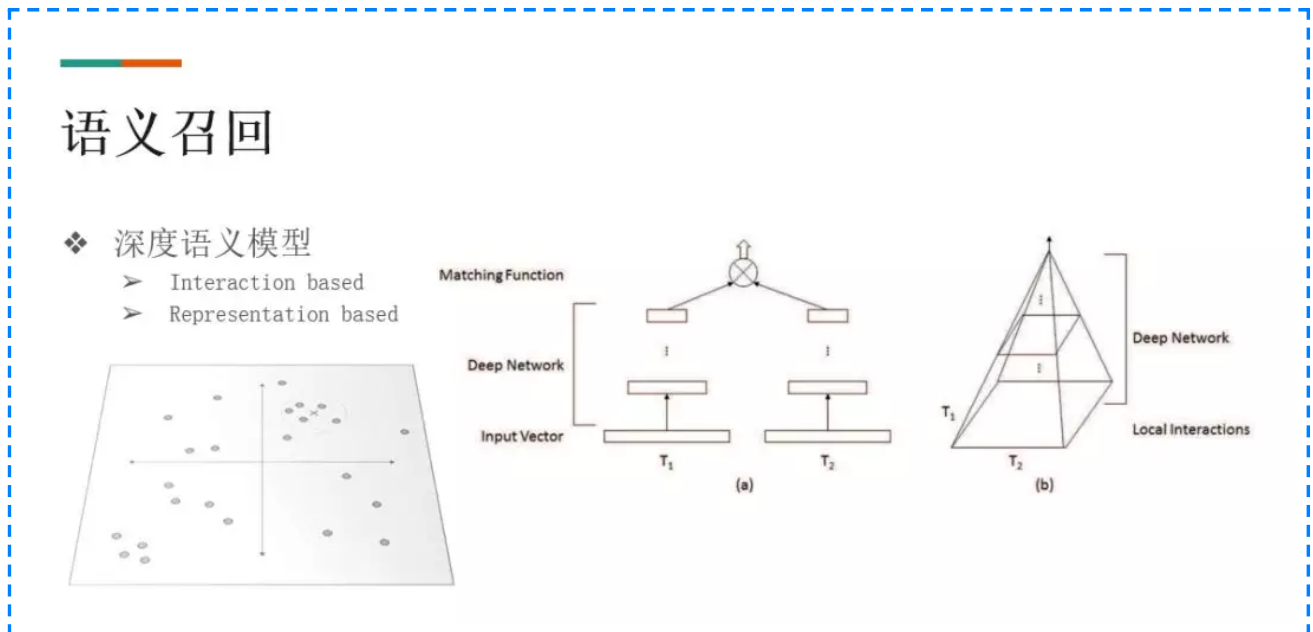 语义召回
❖ 深度语义模型
➢ Interaction based
➢ Representation based
Matching Function
Deep Network
Input Vector
T₁
T₂
(a)
Deep Network
T₁
Local Interactions
T₂
(b)